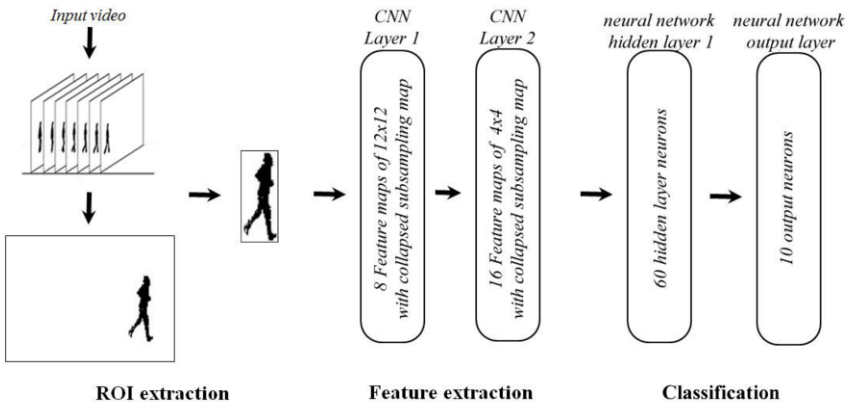 Input video
CNN
Layer 1
CNN
Layer 2
neural network
hidden layer 1
neural network
output layer
8 Feature maps of 12x12
with collapsed subsampling map
16 Feature maps of 4x4
with collapsed subsampling map
60 hidden layer neurons
10 output neurons
ROI extraction
Feature extraction
Classification